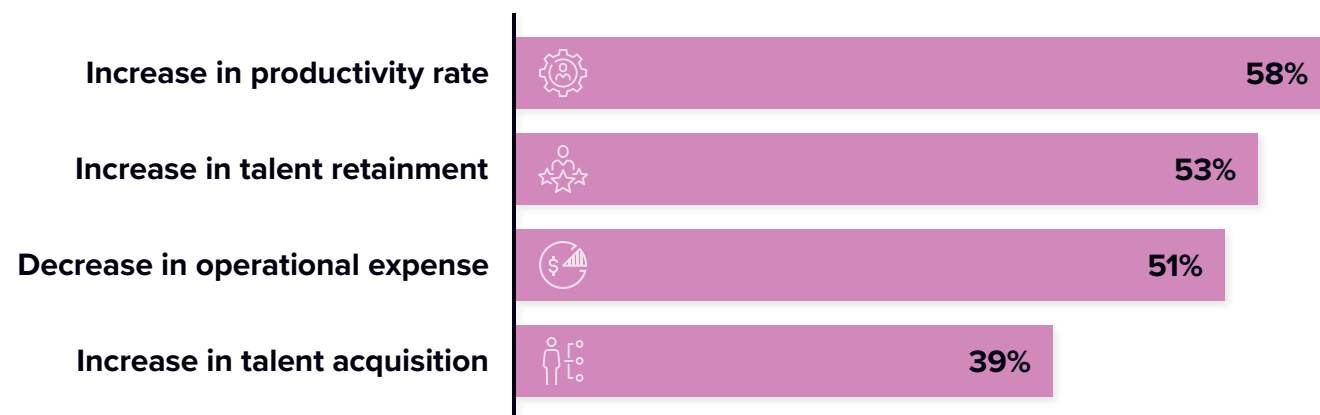 Increase in productivity rate 58%
Increase in talent retainment 53%
Decrease in operational expense $ 51%
Increase in talent acquisition 39%